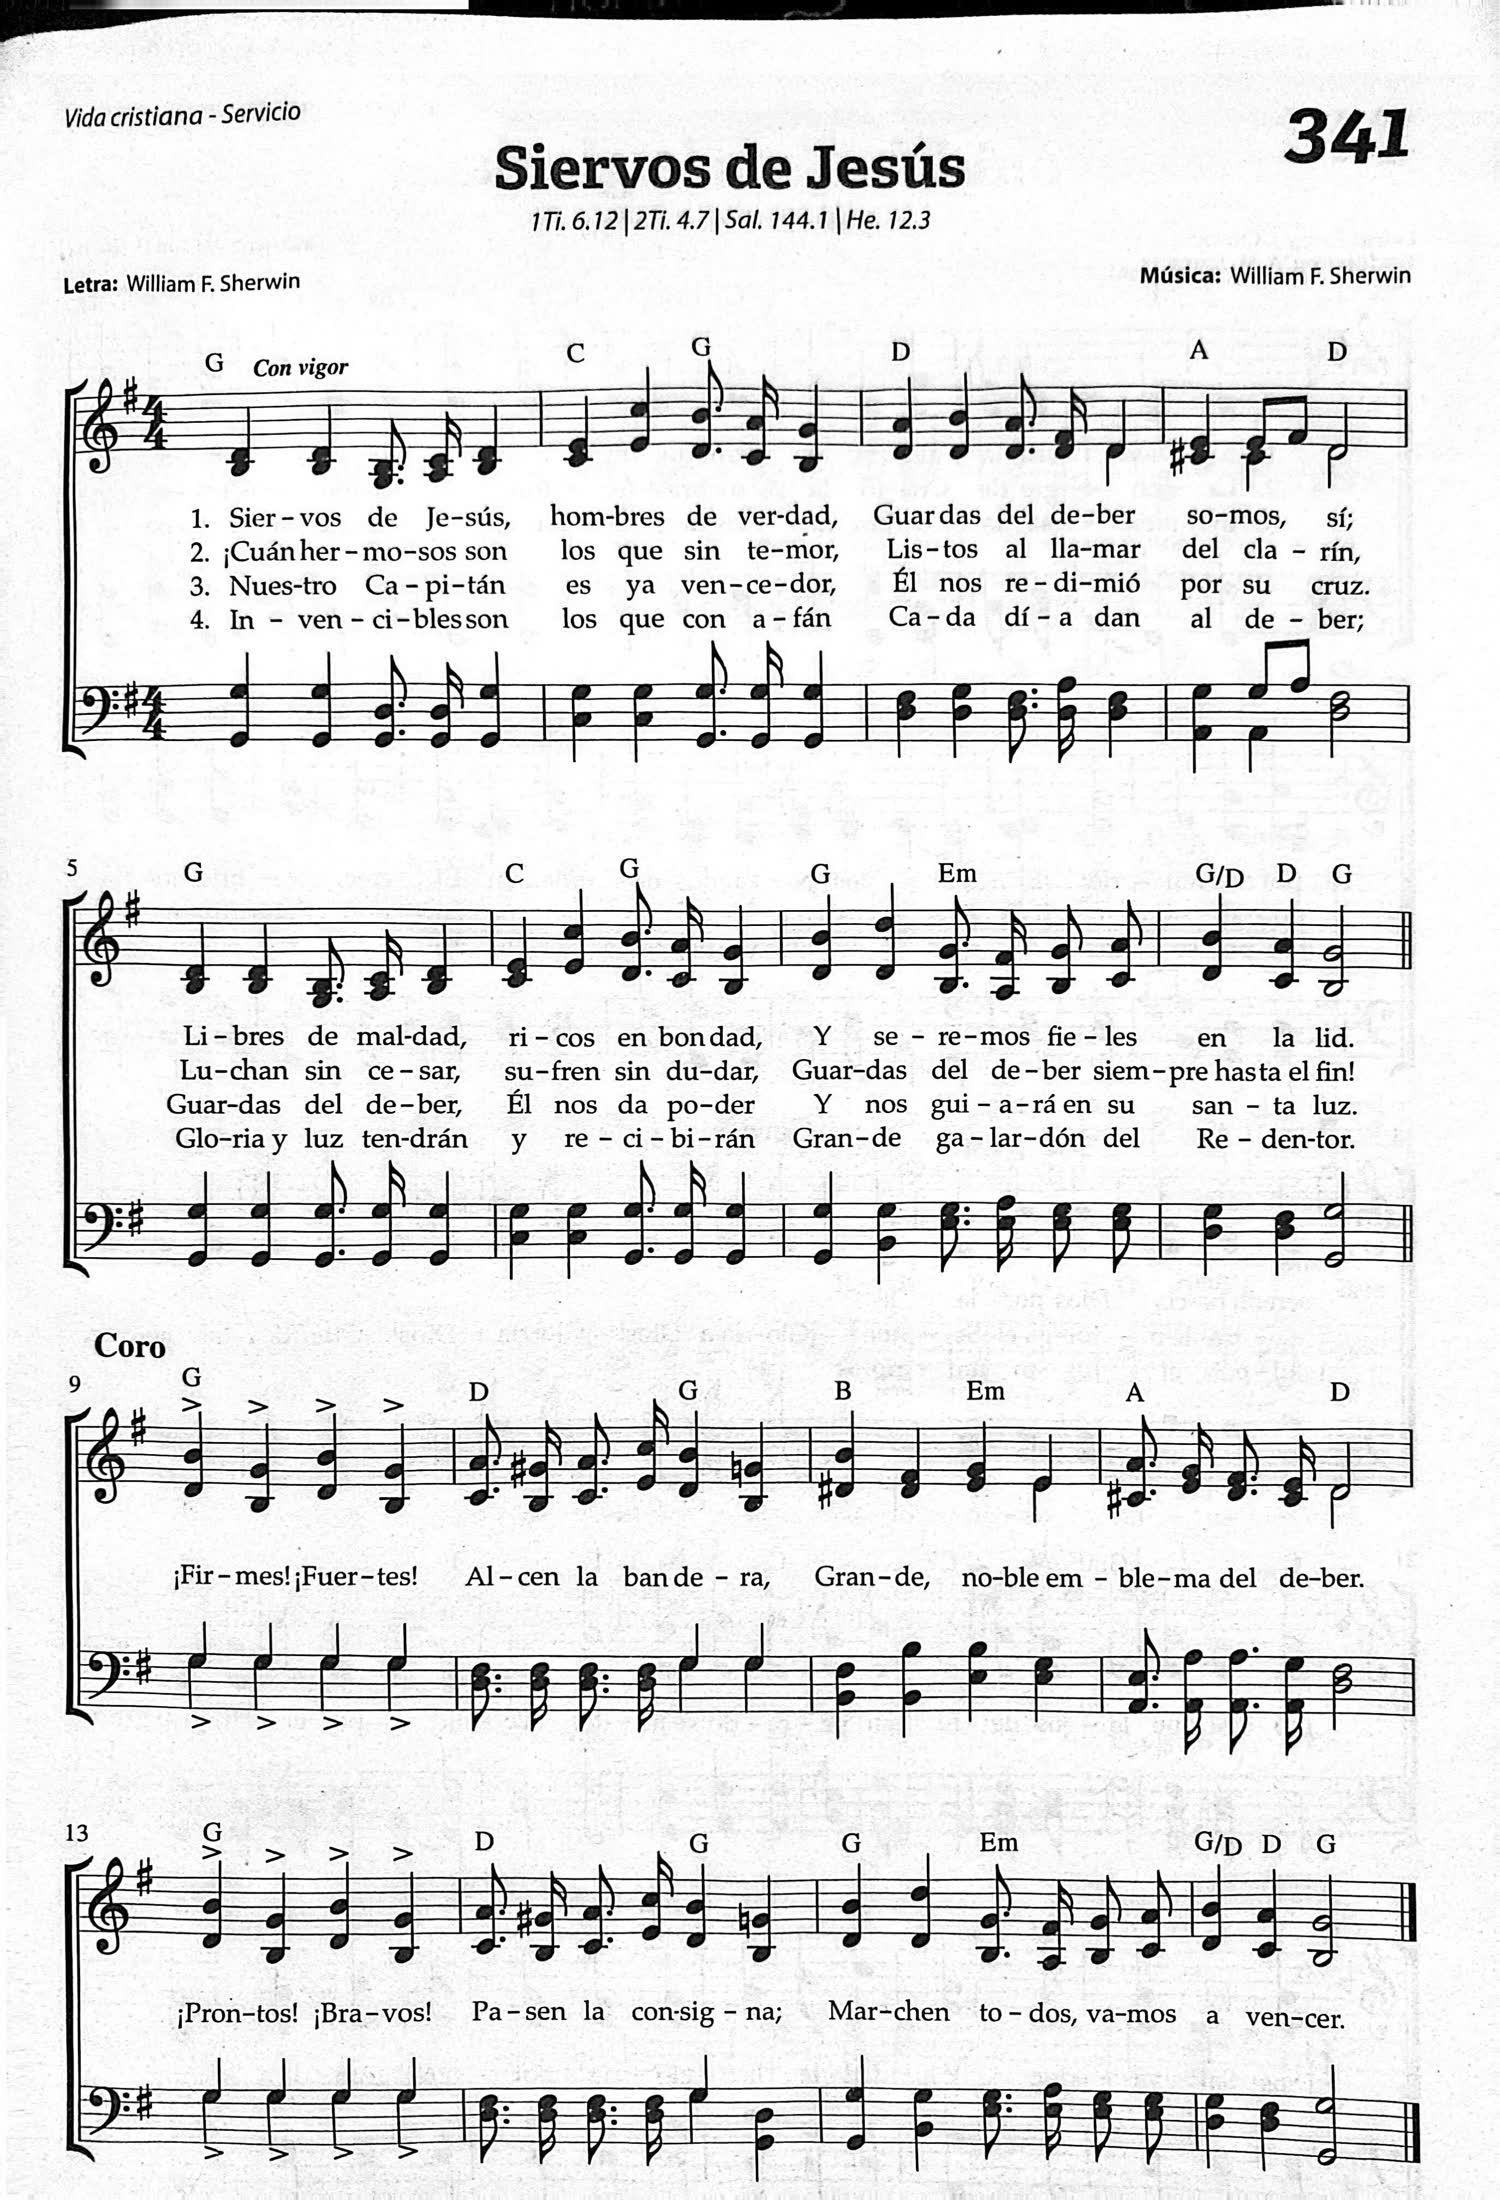 Vida cristiana - Servicio
341
Siervos de Jesús
1Ti. 6.12 | 2Ti. 4.7 | Sal. 144.1 | He. 12.3
Letra: William F. Sherwin Música: William F. Sherwin
G Con vigor C G D A D
1. Sier-vos de Je-sús, hom-bres de ver-dad, Guar das del de-ber so-mos, sí;
2. ¡Cuán her-mo-sos son los que sin te-mor, Lis-tos al lla-mar del cla-rín,
3. Nues-tro Ca-pi-tán es ya ven-ce-dor, Él nos re-di-mió por su cruz.
4. In-ven-ci-bles son los que con a-fán Ca-da dí-a dan al de-ber;
5 G C G G Em G/D D G
Li-bres de mal-dad, ri-cos en bon dad, Y se-re-mos fie-les en la lid.
Lu-chan sin ce-sar, su-fren sin du-dar, Guar-das del de-ber siem-pre has ta el fin!
Guar-das del de-ber, Él nos da po-der Y nos gui-a-rá en su san-ta luz.
Glo-ria y luz ten-drán y re-ci-bi-rán Gran-de ga-lar-dón del Re-den-tor.
Coro
9 G D G B Em A D
¡Fir-mes! ¡Fuer-tes! Al-cen la ban de-ra, Gran-de, no-ble em-ble-ma del de-ber.
13 G D G G Em G/D D G
¡Pron-tos! ¡Bra-vos! Pa-sen la con-sig-na; Mar-chen to-dos, va-mos a ven-cer.